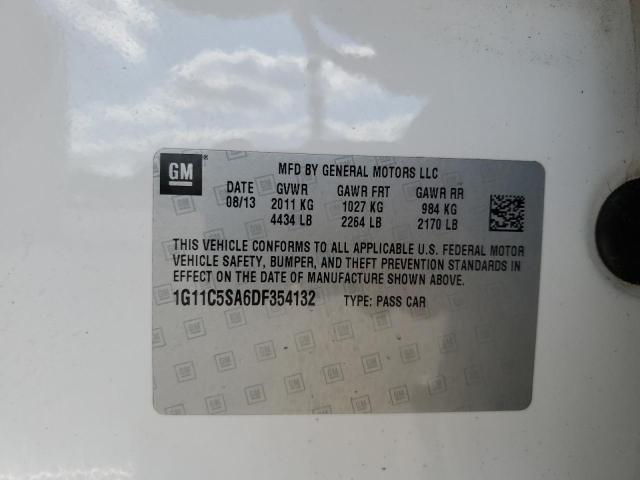 GM ® MFD BY GENERAL MOTORS LLC
DATE GVWR GAWR FRT GAWR RR
08/13 2011 KG 1027 KG 984 KG
4434 LB 2264 LB 2170 LB
THIS VEHICLE CONFORMS TO ALL APPLICABLE U.S. FEDERAL MOTOR
VEHICLE SAFETY, BUMPER, AND THEFT PREVENTION STANDARDS IN
EFFECT ON THE DATE OF MANUFACTURE SHOWN ABOVE.
1G11C5SA6DF354132 TYPE: PASS CAR